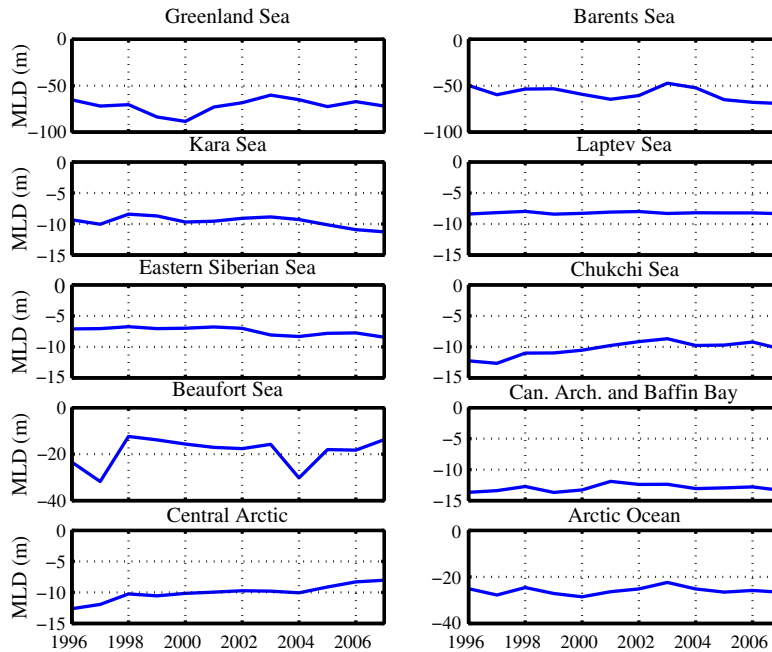 Greenland Sea
Barents Sea
MLD (m)
0
−50
−100
0
−50
−100
Kara Sea
Laptev Sea
MLD (m)
0
−5
−10
−15
0
−5
−10
−15
Eastern Siberian Sea
Chukchi Sea
MLD (m)
0
−5
−10
−15
0
−5
−10
−15
Beaufort Sea
Can. Arch. and Baffin Bay
MLD (m)
0
−20
−40
0
−5
−10
−15
Central Arctic
Arctic Ocean
MLD (m)
0
−5
−10
−15
0
−20
−40
1996 1998 2000 2002 2004 2006
1996 1998 2000 2002 2004 2006